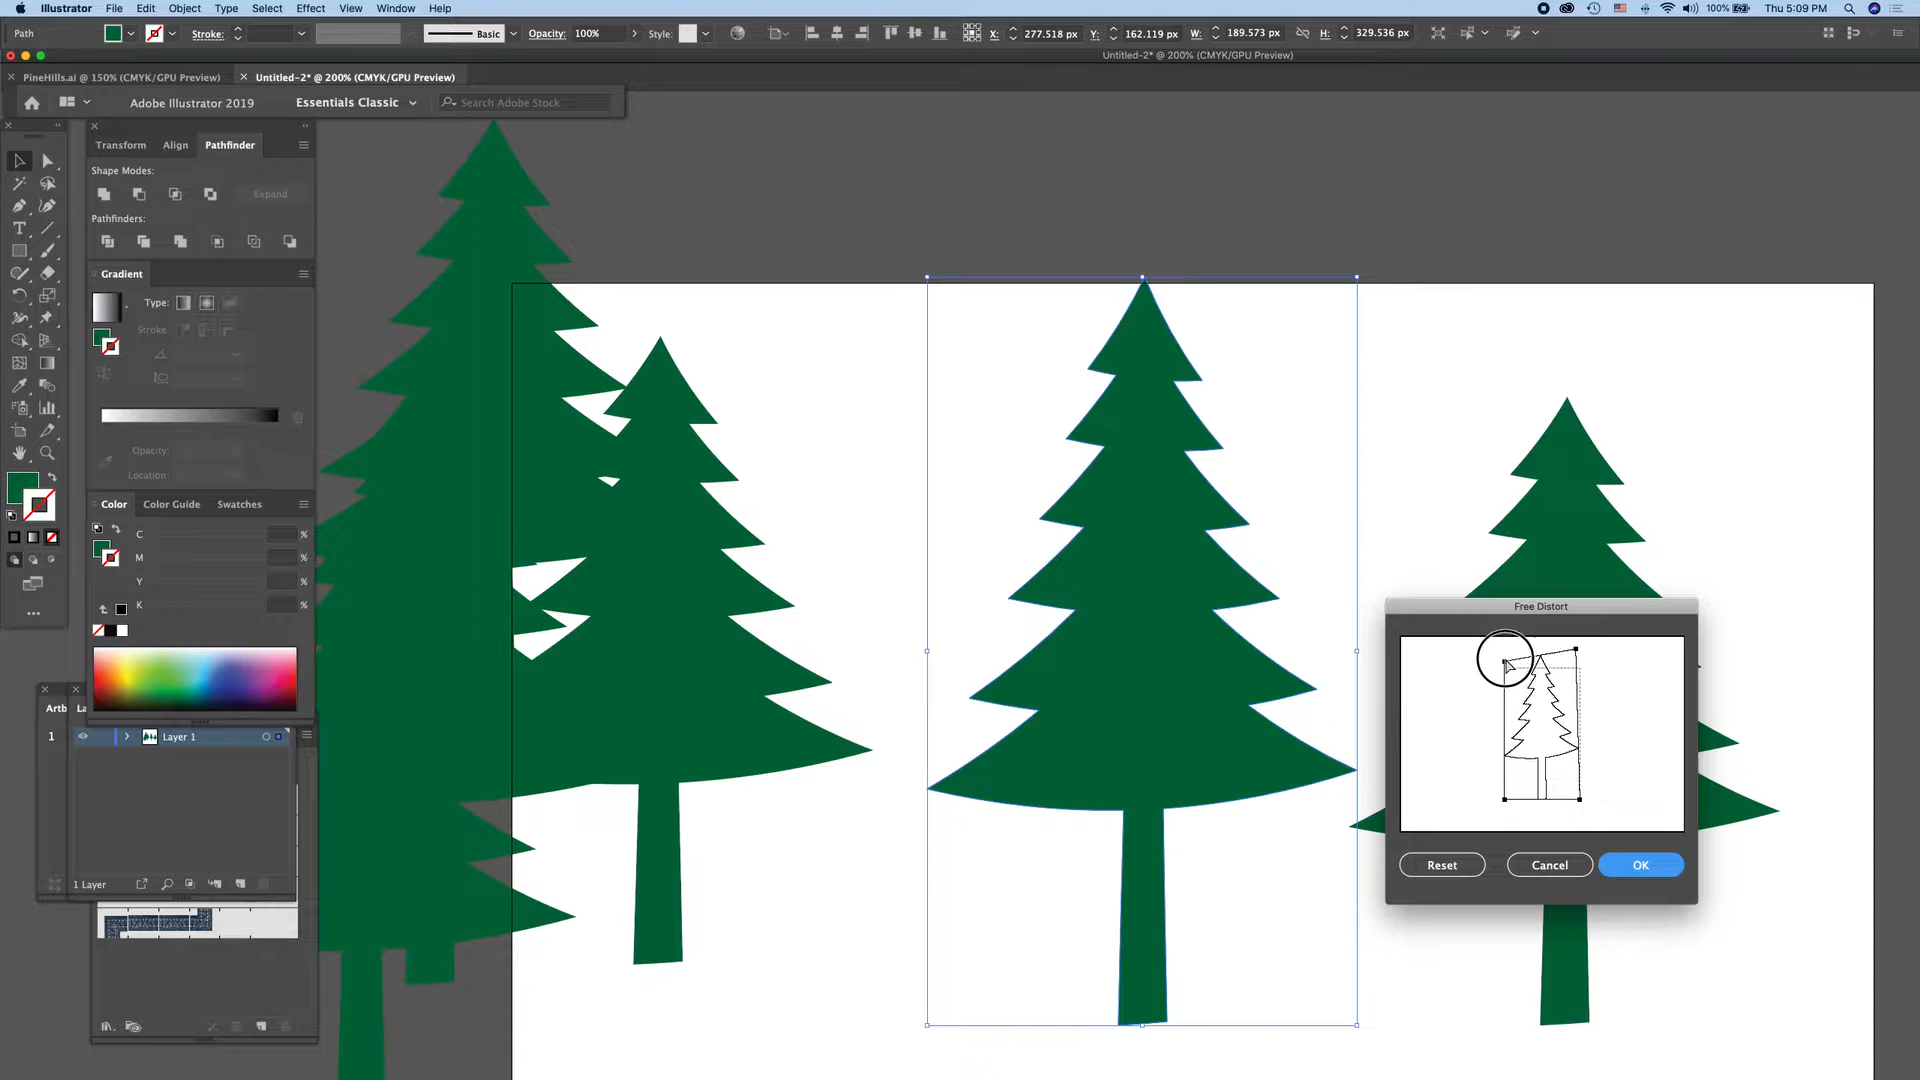 Illustrator File Edit Object Type Select Effect View Window Help 100% Thu 5:09 PM
Path Stroke: Basic Opacity: 100% Style: X: 277.518 px Y: 162.119 px W: 189.573 px H: 329.536 px
Untitled-2* @ 200% (CMYK/GPU Preview)
PineHills.ai @ 150% (CMYK/GPU Preview) Untitled-2* @ 200% (CMYK/GPU Preview)
Adobe Illustrator 2019 Essentials Classic Search Adobe Stock
Transform Align Pathfinder
Shape Modes:
Expand
Pathfinders:
Gradient
Type:
Stroke
Opacity:
Location:
Color Color Guide Swatches
C %
M %
Y %
K %
Free Distort
Artb La
1 Layer 1
Reset Cancel OK
1 Layer